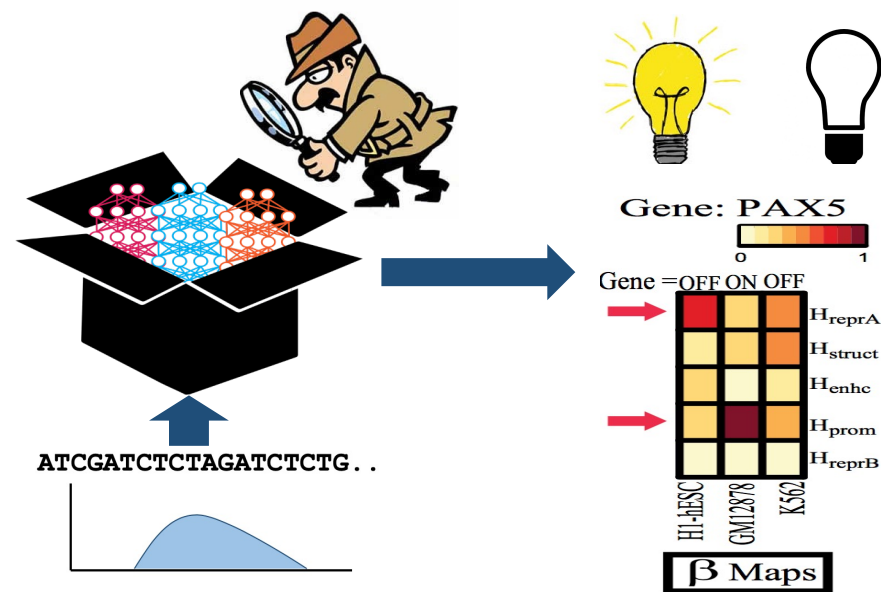 ATCGATCTCTAGATCTCTG..
Gene: PAX5
0 1
Gene =OFF ON OFF
HreprA
Hstruct
Henhc
Hprom
HreprB
H1-hESC
GM12878
K562
β Maps